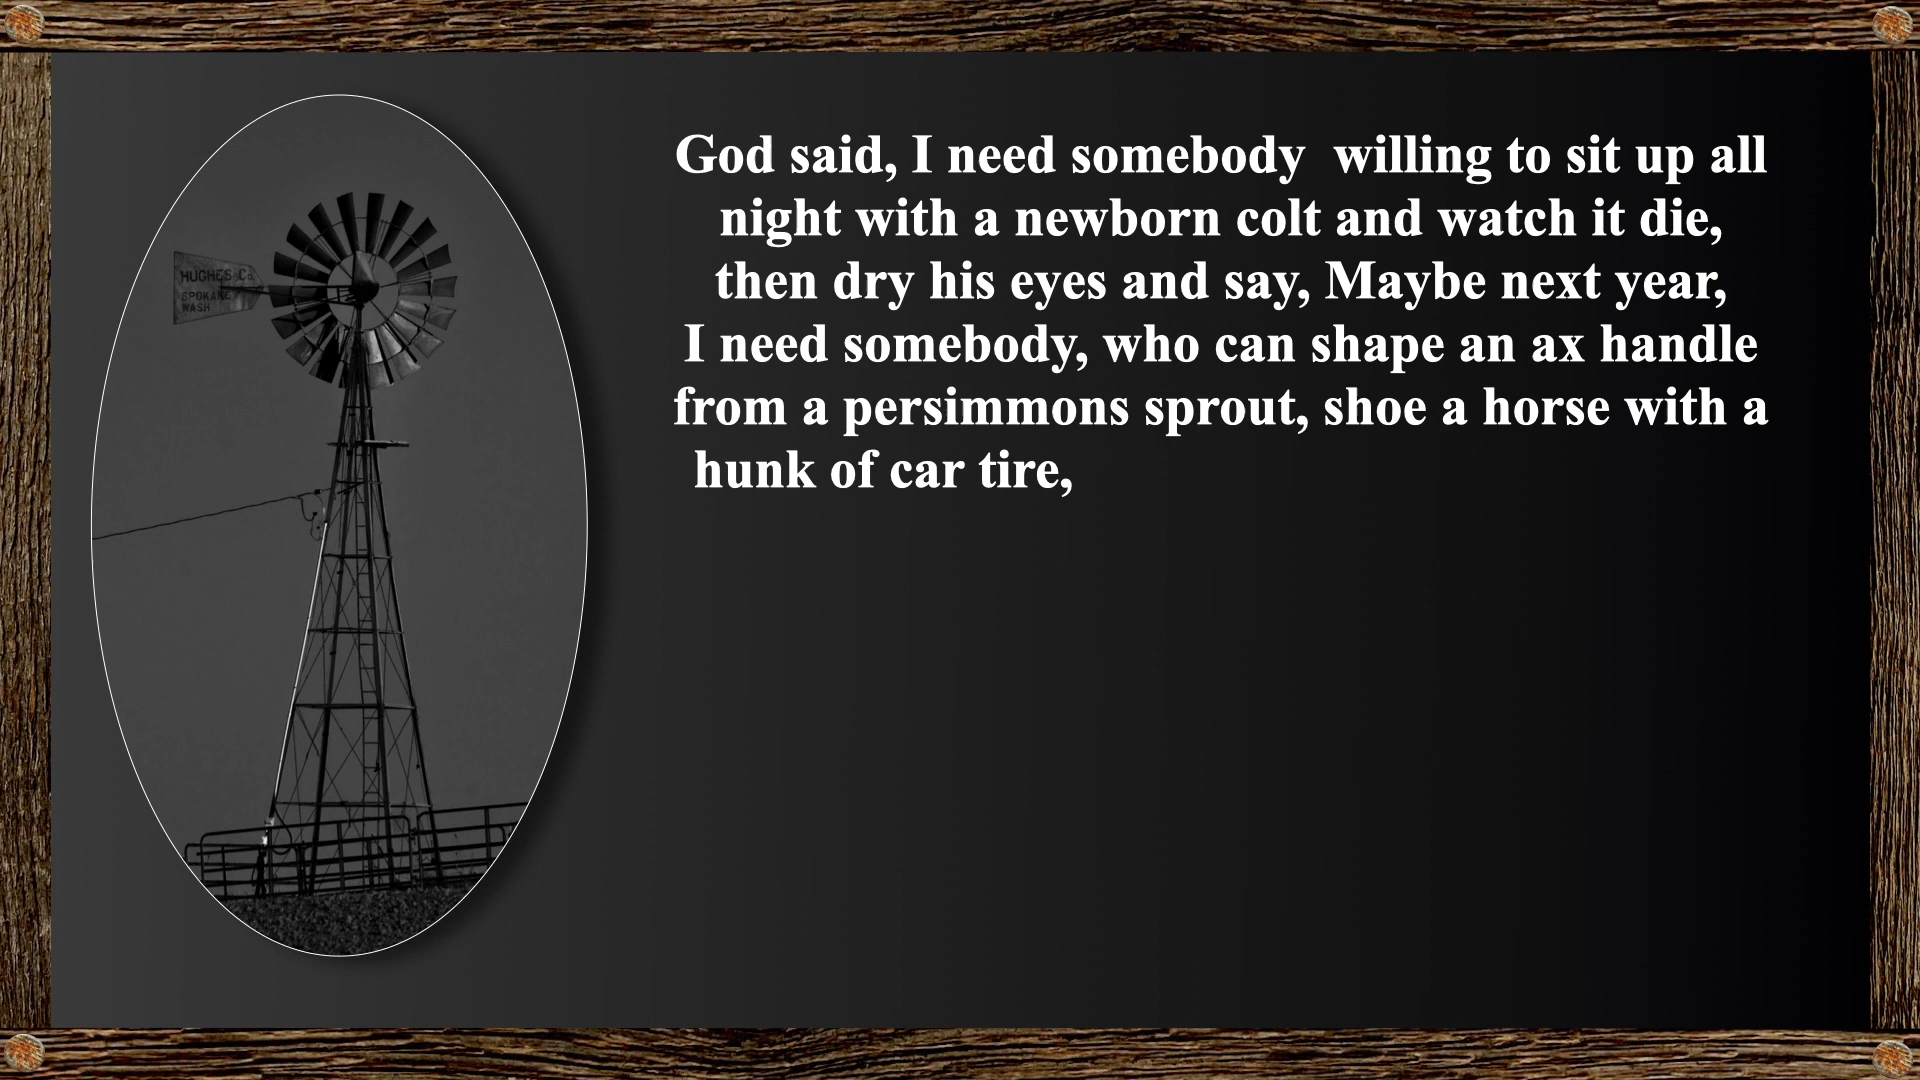 HUGHES & Co.
SPOKANE
WASH
God said, I need somebody  willing to sit up all
night with a newborn colt and watch it die,
then dry his eyes and say, Maybe next year,
I need somebody, who can shape an ax handle
from a persimmons sprout, shoe a horse with a
hunk of car tire,